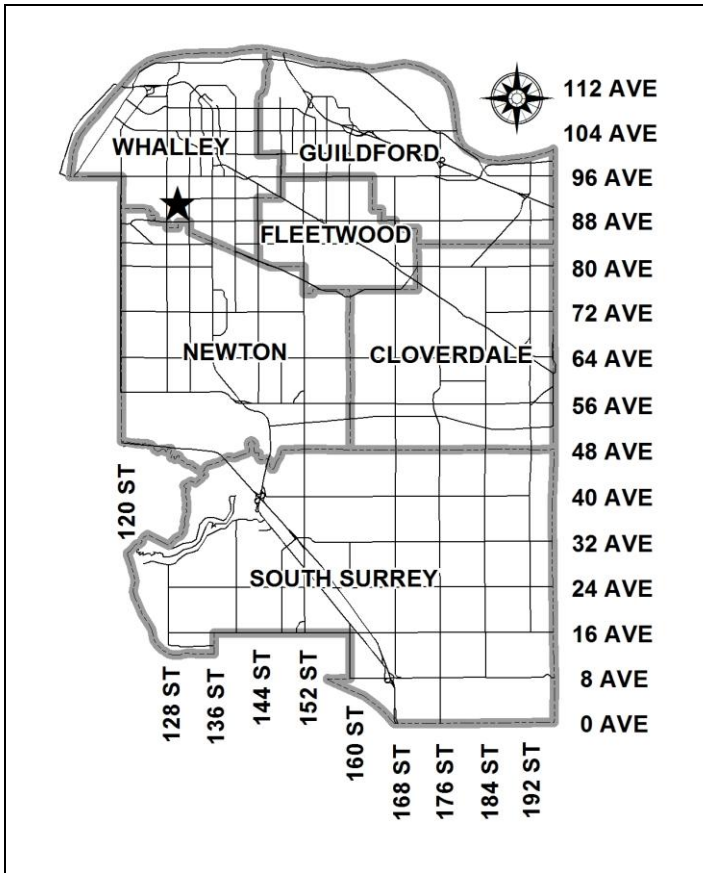 112 AVE
104 AVE
WHALLEY
GUILDFORD
96 AVE
88 AVE
FLEETWOOD
80 AVE
72 AVE
NEWTON
CLOVERDALE
64 AVE
56 AVE
48 AVE
120 ST
40 AVE
32 AVE
SOUTH SURREY
24 AVE
16 AVE
8 AVE
0 AVE
128 ST
136 ST
144 ST
152 ST
160 ST
168 ST
176 ST
184 ST
192 ST